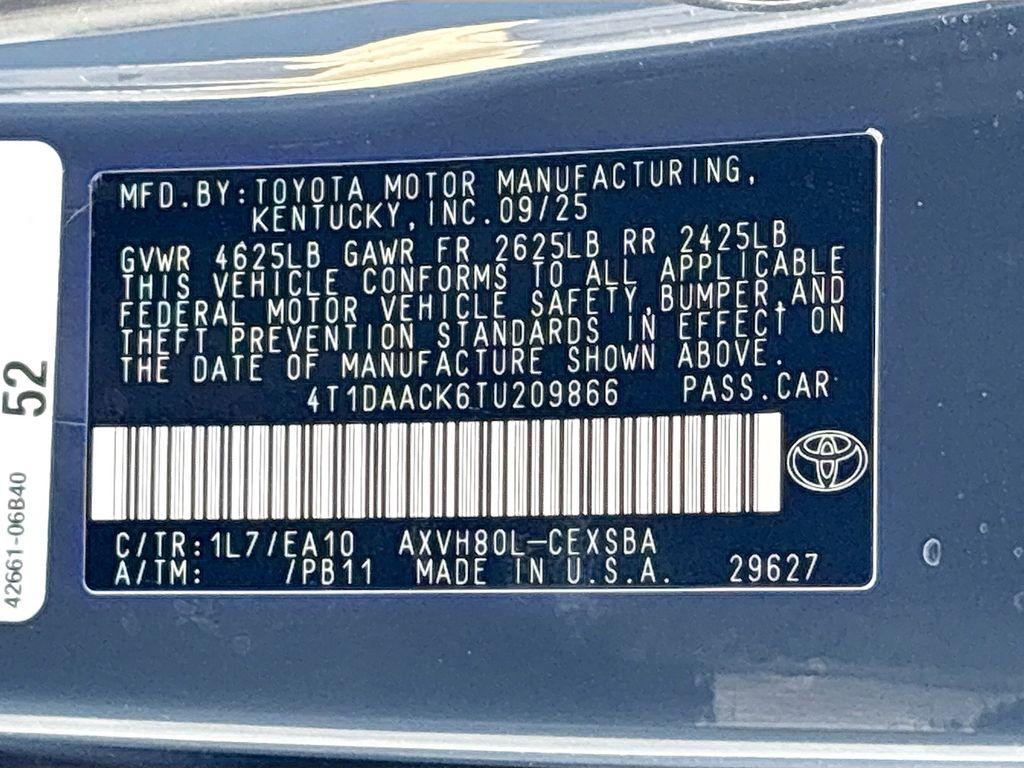 MFD.BY:TOYOTA MOTOR MANUFACTURING,
KENTUCKY,INC.09/25
GVWR 4625LB GAWR FR 2625LB RR 2425LB
THIS VEHICLE CONFORMS TO ALL APPLICABLE
FEDERAL MOTOR VEHICLE SAFETY,BUMPER,AND
THEFT PREVENTION STANDARDS IN EFFECT ON
THE DATE OF MANUFACTURE SHOWN ABOVE.
4T1DAACK6TU209866 PASS.CAR
C/TR:1L7/EA10 AXVH80L-CEXSBA
A/TM: /PB11 MADE IN U.S.A. 29627
52
42661-06B40